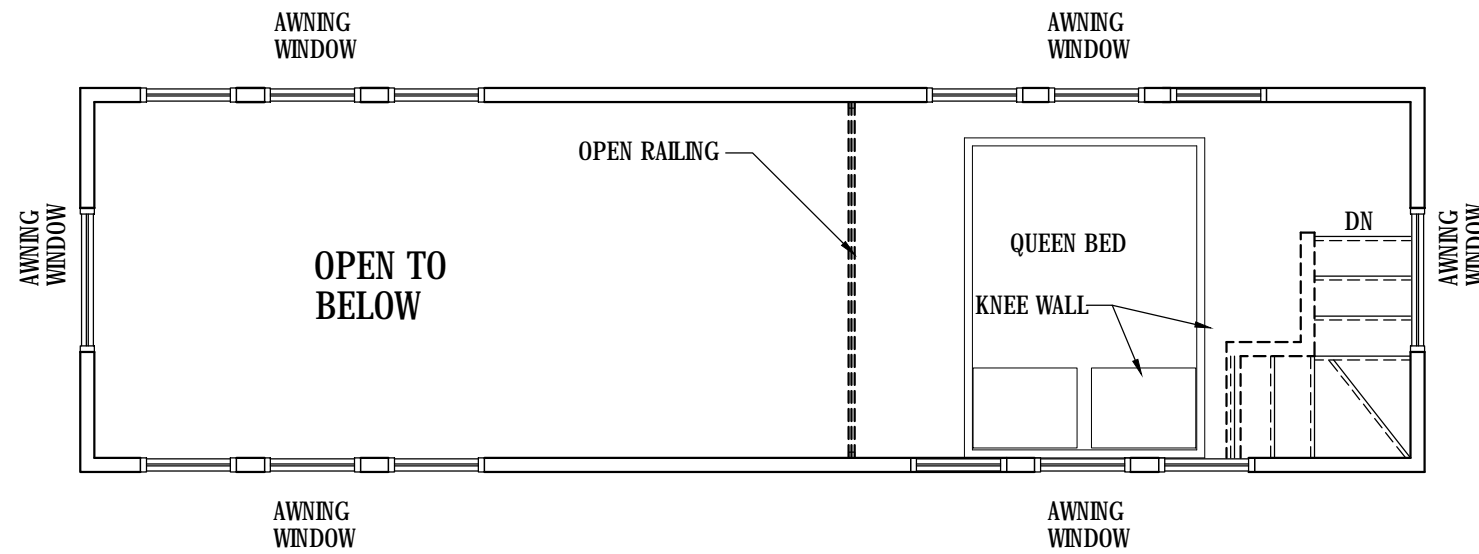 AWNING
WINDOW
AWNING
WINDOW
OPEN RAILING
AWNING
WINDOW
OPEN TO
BELOW
QUEEN BED
KNEE WALL
DN
AWNING
WINDOW
AWNING
WINDOW
AWNING
WINDOW